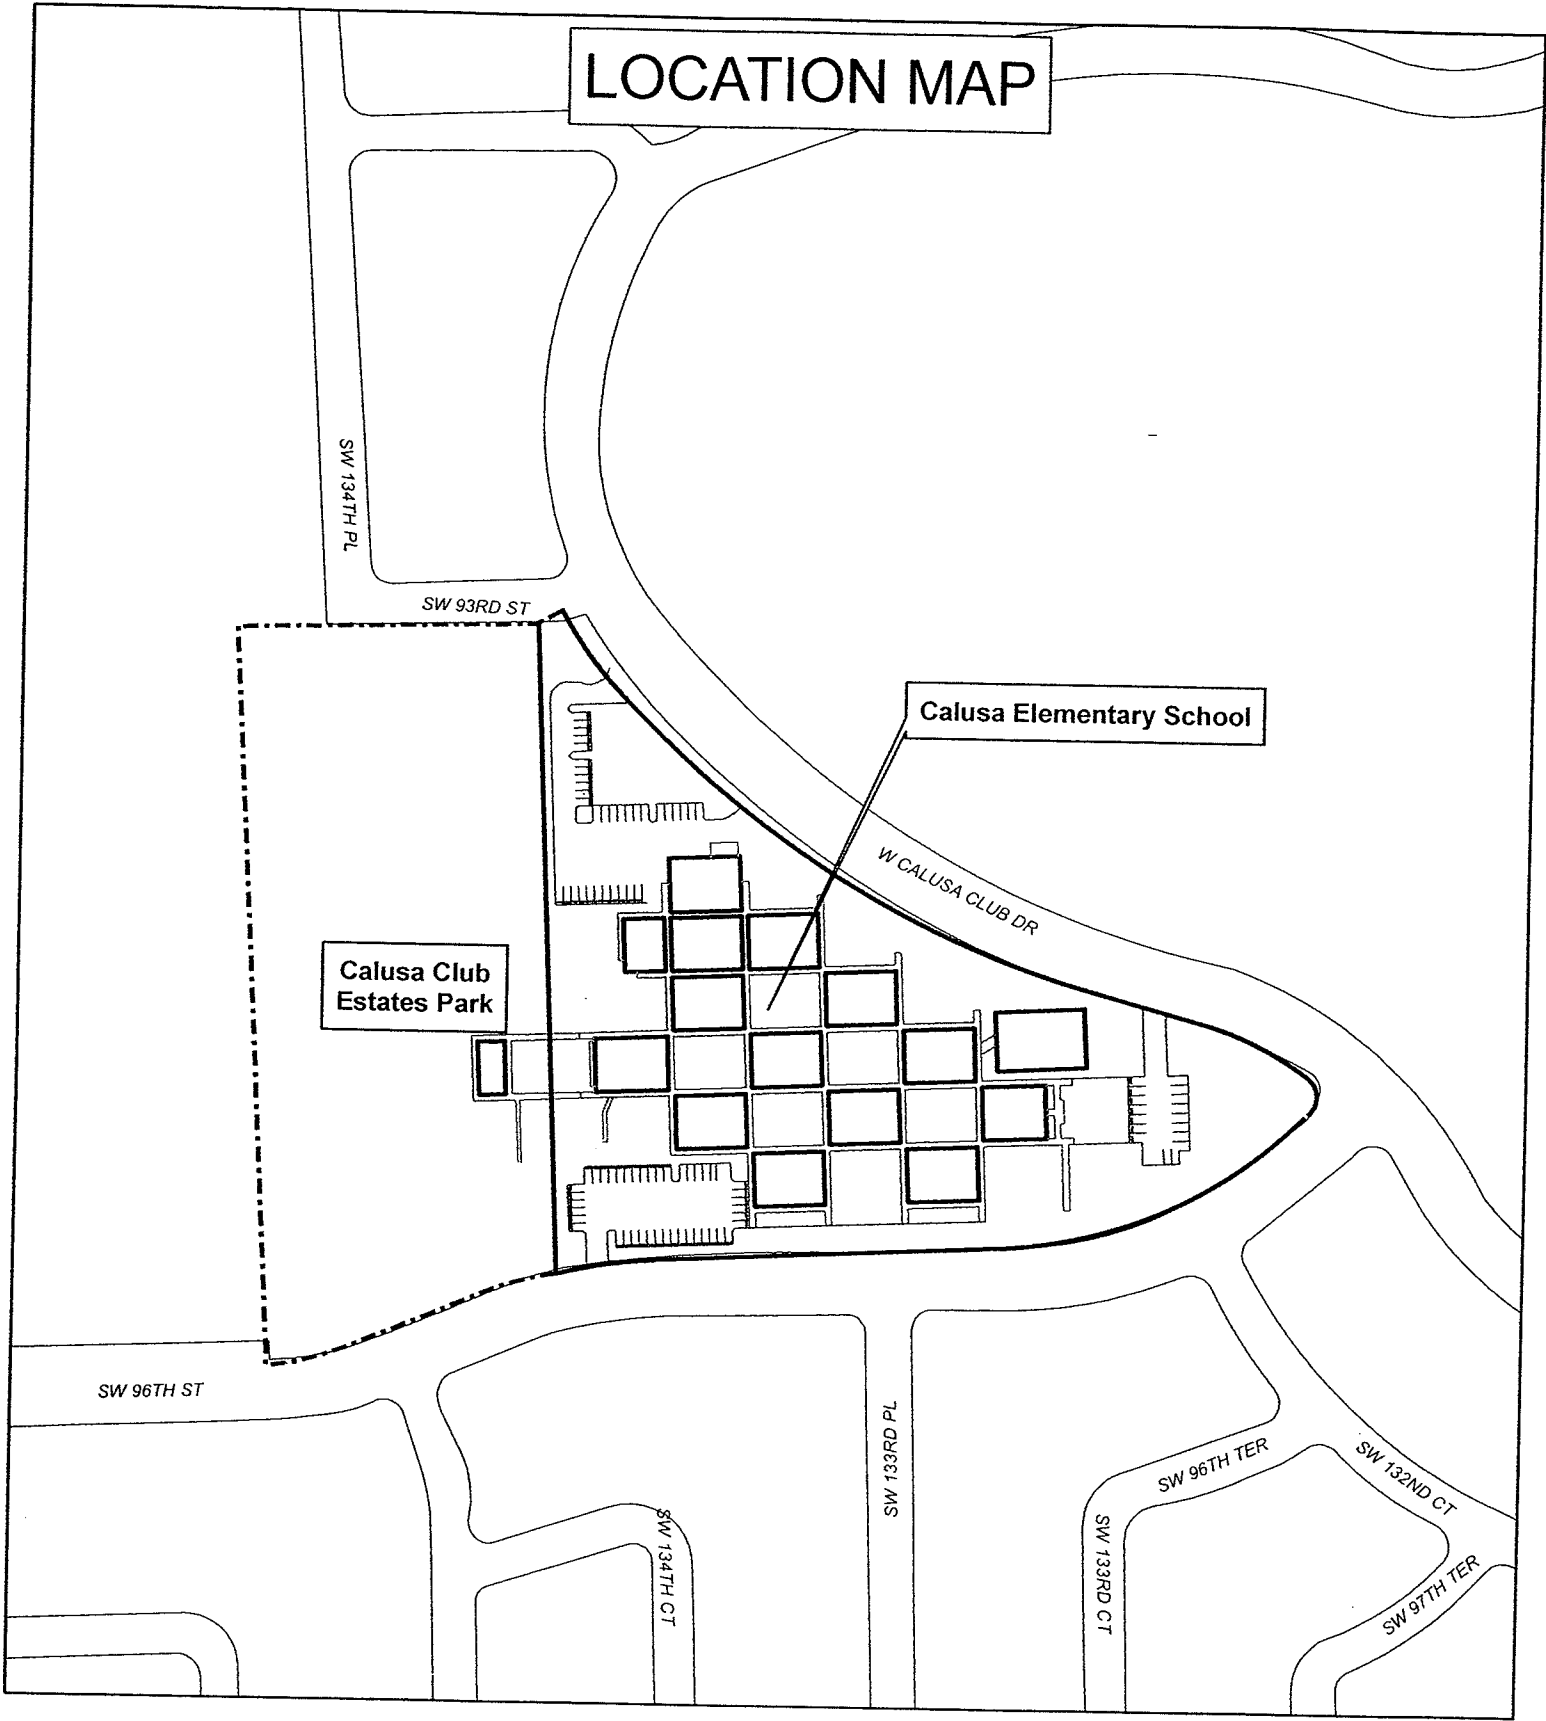 LOCATION MAP
SW 134TH PL
SW 93RD ST
Calusa Elementary School
W CALUSA CLUB DR
Calusa Club
Estates Park
SW 96TH ST
SW 133RD PL
SW 96TH TER
SW 132ND CT
SW 134TH CT
SW 133RD CT
SW 97TH TER